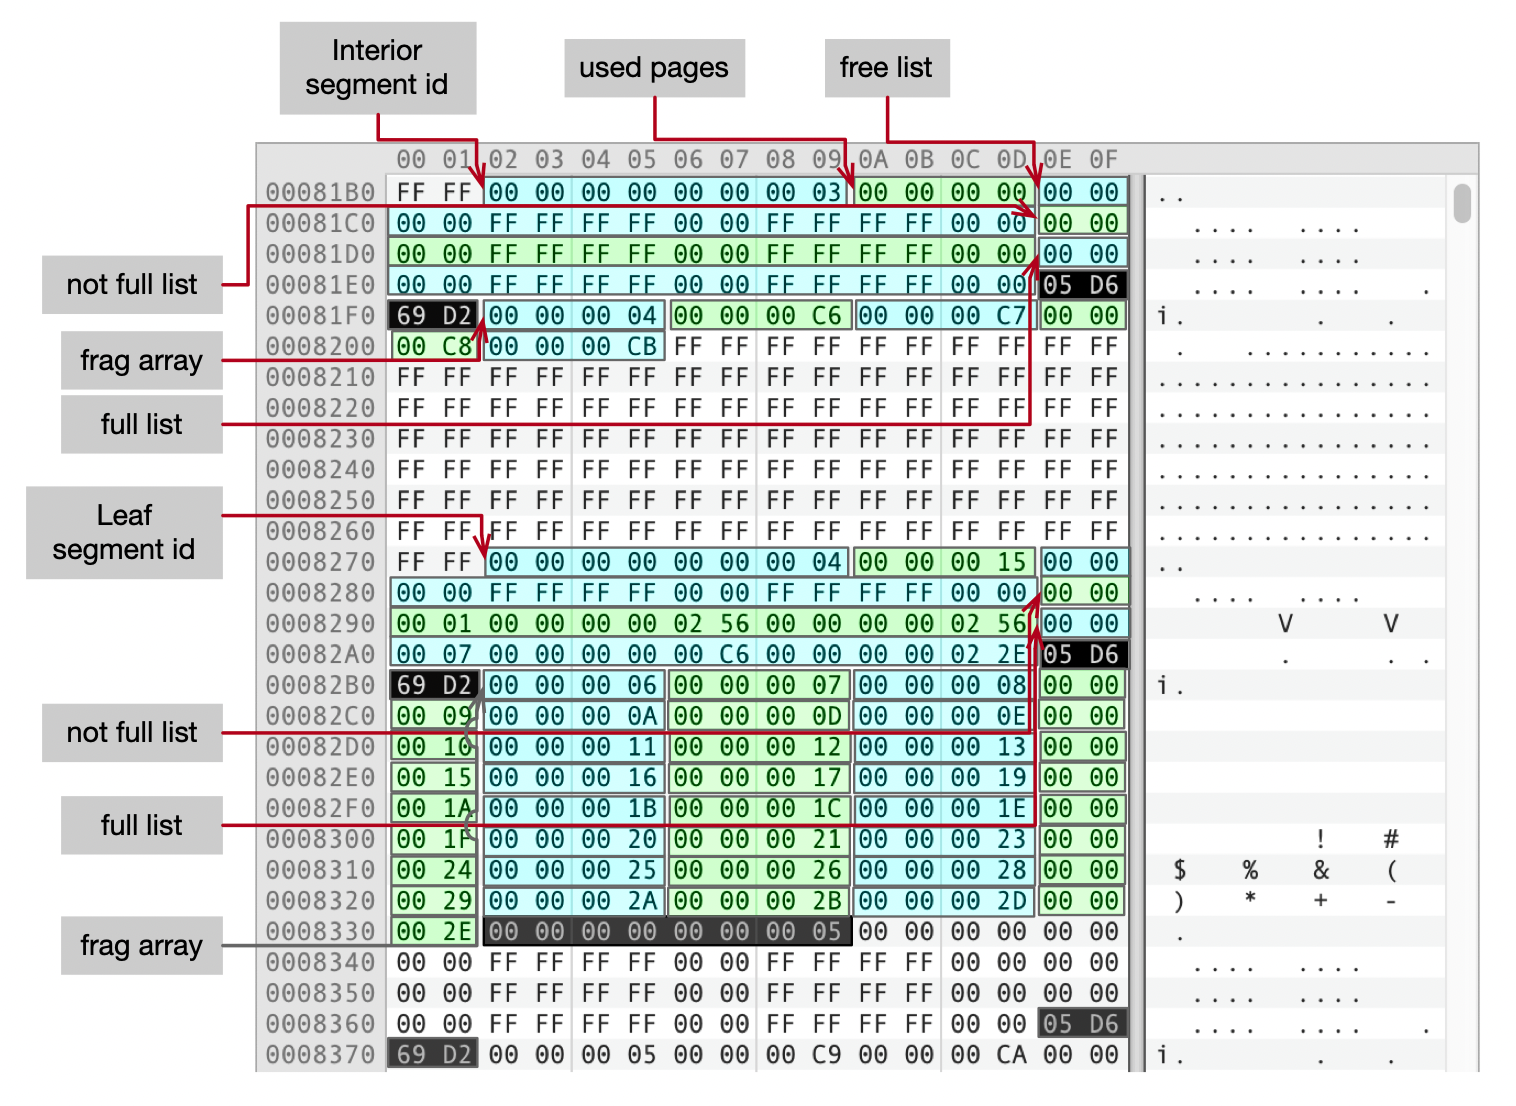 Interior
segment id
used pages
free list
00 01 02 03 04 05 06 07 08 09 0A 0B 0C 0D 0E 0F
00081B0 FF FF 00 00 00 00 00 00 00 03 00 00 00 00 00 00 . .
00081C0 00 00 FF FF FF FF 00 00 FF FF FF FF 00 00 00 00 . . . . . . . .
not full list
00081D0 00 00 FF FF FF FF 00 00 FF FF FF FF 00 00 00 00 . . . . . . . .
00081E0 00 00 FF FF FF FF 00 00 FF FF FF FF 00 00 05 D6 . . . . . . . . .
00081F0 69 D2 00 00 00 04 00 00 00 C6 00 00 00 C7 00 00 i . . .
frag array
0008200 00 C8 00 00 00 CB FF FF FF FF FF FF FF FF FF FF . . . . . . . . . . . .
0008210 FF FF FF FF FF FF FF FF FF FF FF FF FF FF FF FF . . . . . . . . . . . . . . . .
full list
0008220 FF FF FF FF FF FF FF FF FF FF FF FF FF FF FF FF . . . . . . . . . . . . . . . .
0008230 FF FF FF FF FF FF FF FF FF FF FF FF FF FF FF FF . . . . . . . . . . . . . . . .
0008240 FF FF FF FF FF FF FF FF FF FF FF FF FF FF FF FF . . . . . . . . . . . . . . . .
0008250 FF FF FF FF FF FF FF FF FF FF FF FF FF FF FF FF . . . . . . . . . . . . . . . .
Leaf
segment id
0008260 FF FF FF FF FF FF FF FF FF FF FF FF FF FF FF FF . . . . . . . . . . . . . . . .
0008270 FF FF 00 00 00 00 00 00 00 04 00 00 00 15 00 00 . .
0008280 00 00 FF FF FF FF 00 00 FF FF FF FF 00 00 00 00 . . . . . . . .
0008290 00 01 00 00 00 00 02 56 00 00 00 00 02 56 00 00 V V
00082A0 00 07 00 00 00 00 00 C6 00 00 00 00 02 2E 05 D6 . . .
00082B0 69 D2 00 00 00 06 00 00 00 07 00 00 00 08 00 00 i .
00082C0 00 09 00 00 00 0A 00 00 00 0D 00 00 00 0E 00 00
not full list
00082D0 00 10 00 00 00 11 00 00 00 12 00 00 00 13 00 00
00082E0 00 15 00 00 00 16 00 00 00 17 00 00 00 19 00 00
00082F0 00 1A 00 00 00 1B 00 00 00 1C 00 00 00 1E 00 00
full list
0008300 00 1F 00 00 00 20 00 00 00 21 00 00 00 23 00 00 ! #
0008310 00 24 00 00 00 25 00 00 00 26 00 00 00 28 00 00 $ % & (
0008320 00 29 00 00 00 2A 00 00 00 2B 00 00 00 2D 00 00 ) * + -
0008330 00 2E 00 00 00 00 00 00 00 05 00 00 00 00 00 00 .
frag array
0008340 00 00 FF FF FF FF 00 00 FF FF FF FF 00 00 00 00 . . . . . . . .
0008350 00 00 FF FF FF FF 00 00 FF FF FF FF 00 00 00 00 . . . . . . . .
0008360 00 00 FF FF FF FF 00 00 FF FF FF FF 00 00 05 D6 . . . . . . . . .
0008370 69 D2 00 00 00 05 00 00 00 C9 00 00 00 CA 00 00 i . . .